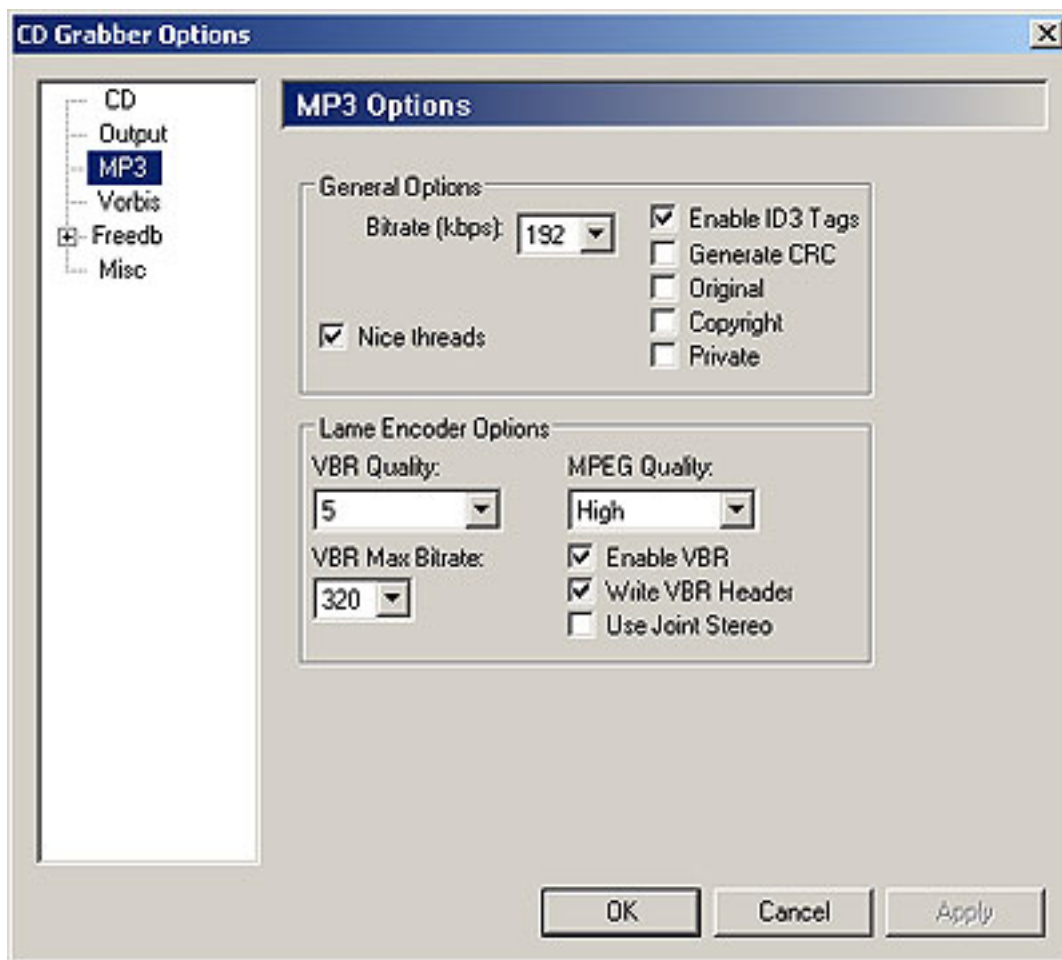 CD Grabber Options
CD
Output
MP3
Vorbis
Freedb
Misc
MP3 Options
General Options
Bitrate (kbps):
192
Nice threads
Enable ID3 Tags
Generate CRC
Original
Copyright
Private
Lame Encoder Options
VBR Quality:
5
VBR Max Bitrate:
320
MPEG Quality:
High
Enable VBR
Write VBR Header
Use Joint Stereo
OK
Cancel
Apply